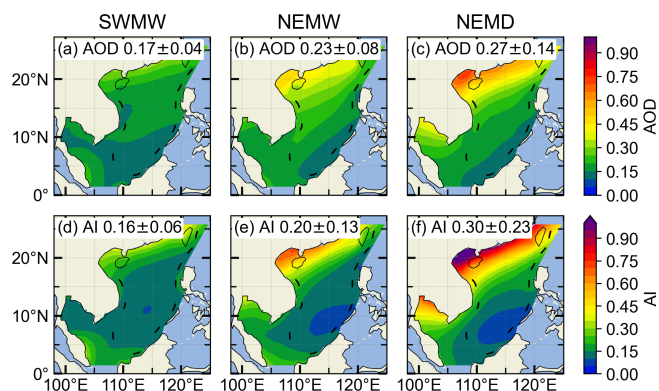 SWMW NEMW NEMD
(a) AOD 0.17±0.04 (b) AOD 0.23±0.08 (c) AOD 0.27±0.14
20°N
10°N
0°
0.90
0.75
0.60
0.45
0.30
0.15
0.00
AOD
(d) AI 0.16±0.06 (e) AI 0.20±0.13 (f) AI 0.30±0.23
20°N
10°N
0°
0.90
0.75
0.60
0.45
0.30
0.15
0.00
AI
100°E 110°E 120°E 100°E 110°E 120°E 100°E 110°E 120°E